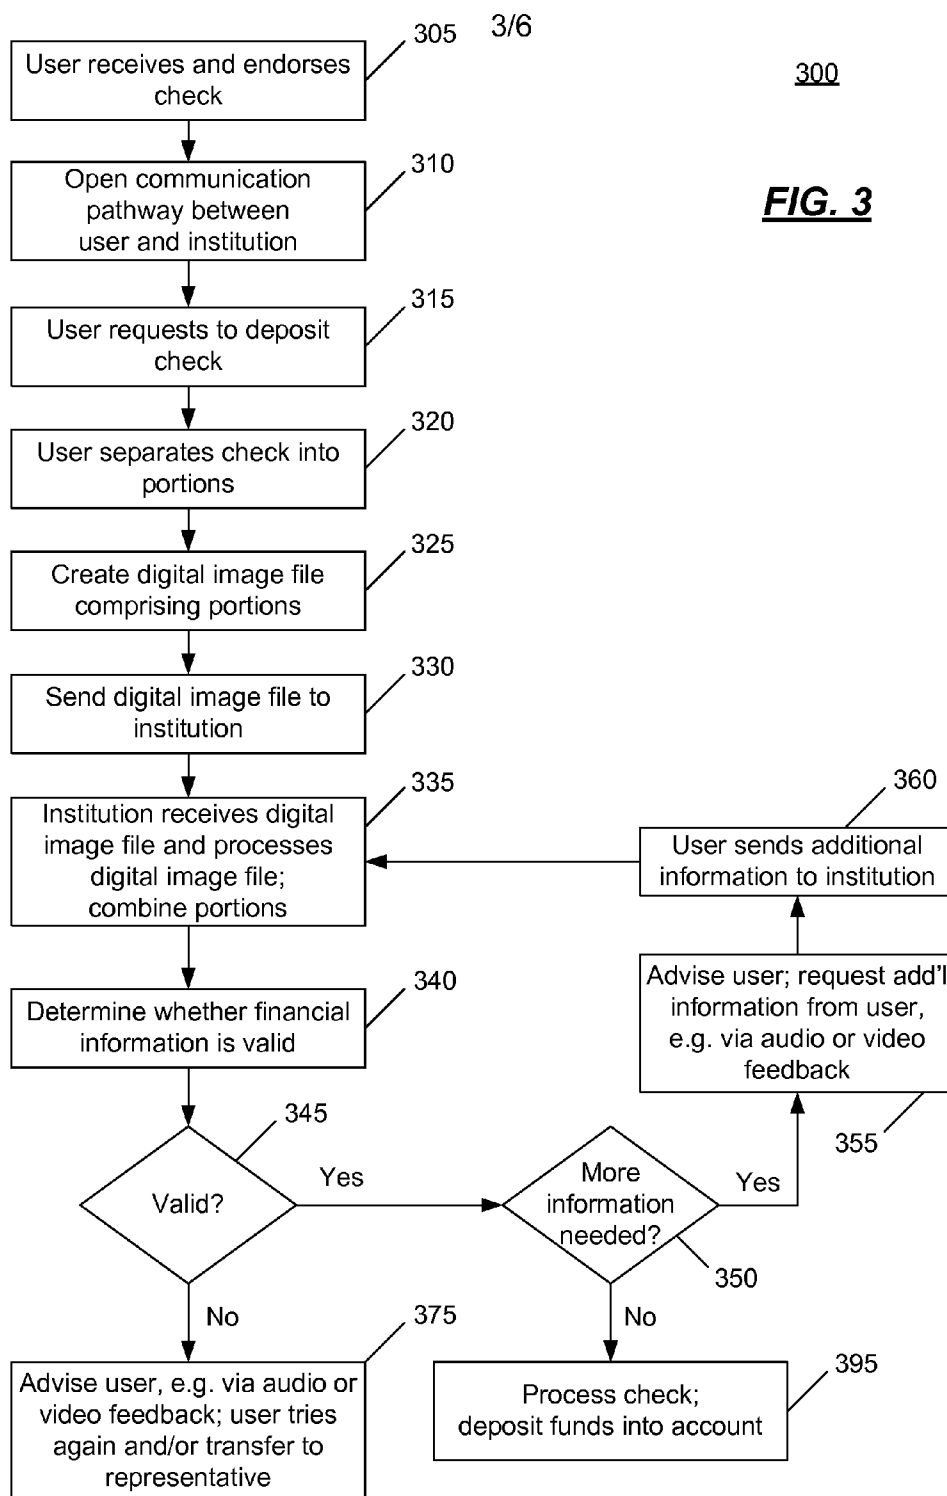 3/6
300
FIG. 3
305
User receives and endorses
check
310
Open communication
pathway between
user and institution
315
User requests to deposit
check
320
User separates check into
portions
325
Create digital image file
comprising portions
330
Send digital image file to
institution
335
Institution receives digital
image file and processes
digital image file;
combine portions
360
User sends additional
information to institution
340
Determine whether financial
information is valid
Advise user; request add'l
information from user,
e.g. via audio or video
feedback
355
345
Valid?
Yes
More
information
needed?
350
Yes
No
375
Advise user, e.g. via audio or
video feedback; user tries
again and/or transfer to
representative
No
395
Process check;
deposit funds into account